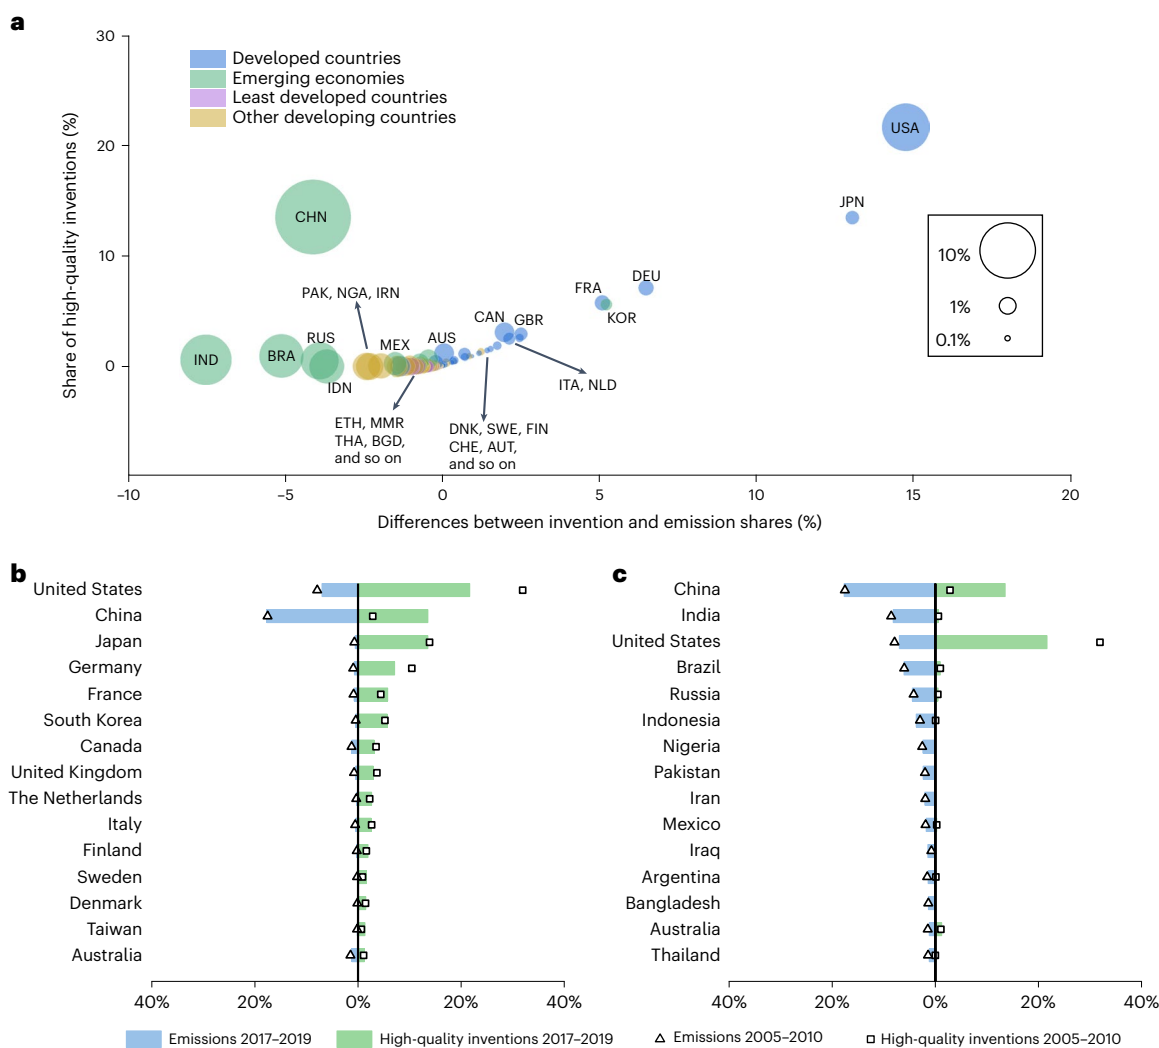 a
30
20
10
0
Share of high-quality inventions (%)
Developed countries
Emerging economies
Least developed countries
Other developing countries
USA
JPN
CHN
10%
1%
0.1%
DEU
FRA
KOR
PAK, NGA, IRN
CAN
GBR
RUS
MEX
AUS
IND
BRA
IDN
ITA, NLD
ETH, MMR
THA, BGD,
and so on
DNK, SWE, FIN
CHE, AUT,
and so on
–10
–5
0
5
10
15
20
Differences between invention and emission shares (%)
b
United States
China
Japan
Germany
France
South Korea
Canada
United Kingdom
The Netherlands
Italy
Finland
Sweden
Denmark
Taiwan
Australia
40%
20%
0%
20%
40%
c
China
India
United States
Brazil
Russia
Indonesia
Nigeria
Pakistan
Iran
Mexico
Iraq
Argentina
Bangladesh
Australia
Thailand
40%
20%
0%
20%
40%
Emissions 2017–2019
High-quality inventions 2017–2019
Emissions 2005–2010
High-quality inventions 2005–2010